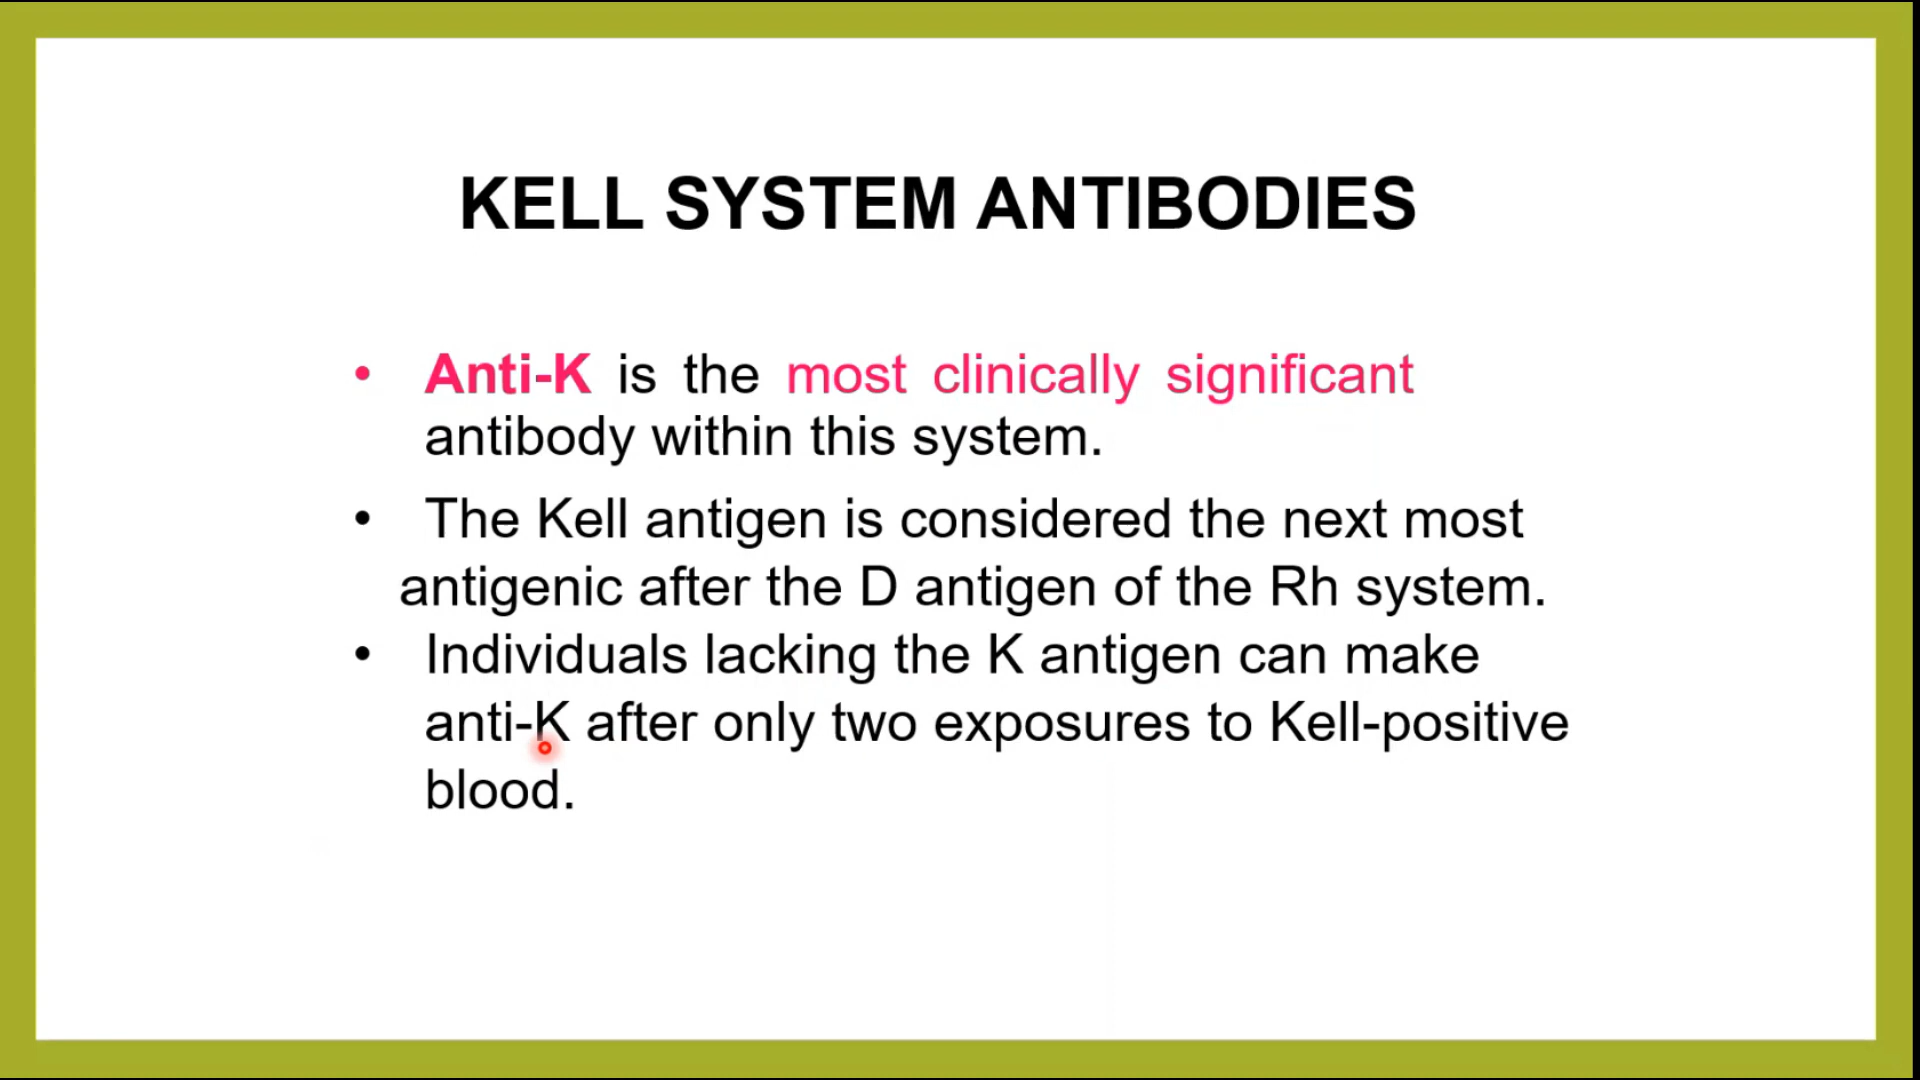 KELL SYSTEM ANTIBODIES
• Anti-K is the most clinically significant
antibody within this system.
• The Kell antigen is considered the next most
antigenic after the D antigen of the Rh system.
• Individuals lacking the K antigen can make
anti-K after only two exposures to Kell-positive
blood.